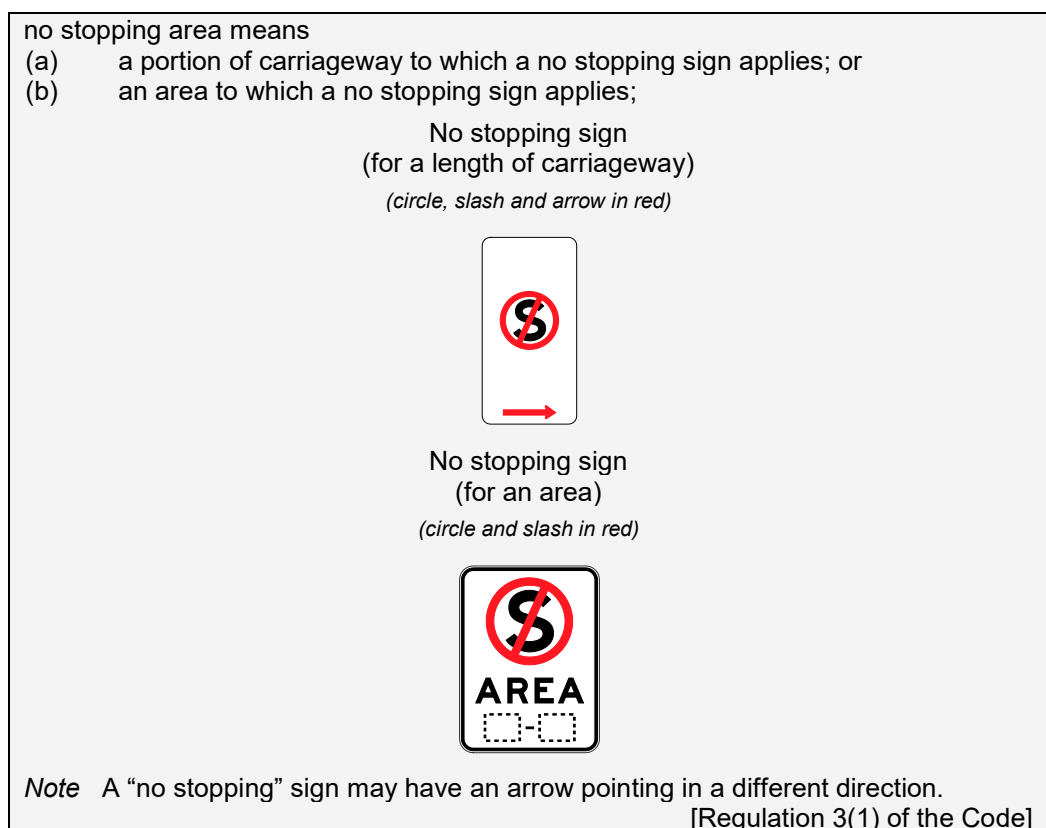 no stopping area means
(a) a portion of carriageway to which a no stopping sign applies; or
(b) an area to which a no stopping sign applies;
No stopping sign
(for a length of carriageway)
(circle, slash and arrow in red)
S
No stopping sign
(for an area)
(circle and slash in red)
S
AREA
-
Note A “no stopping” sign may have an arrow pointing in a different direction.
[Regulation 3(1) of the Code]